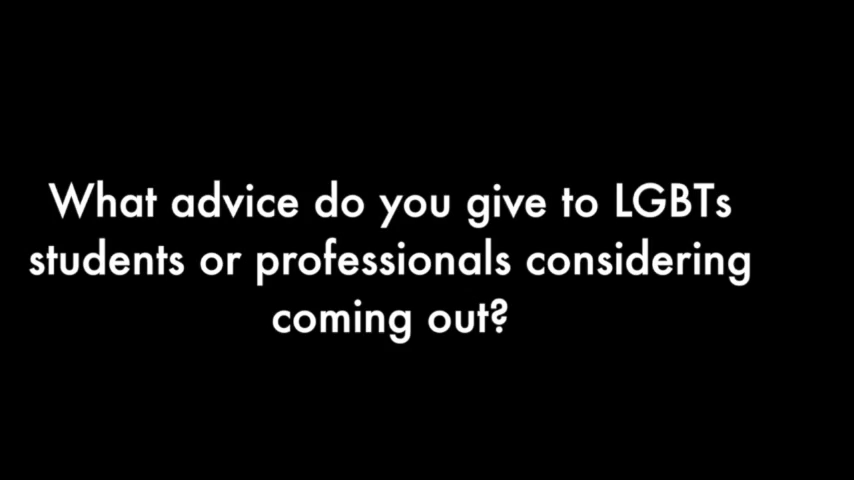 What advice do you give to LGBTs
students or professionals considering
coming out?